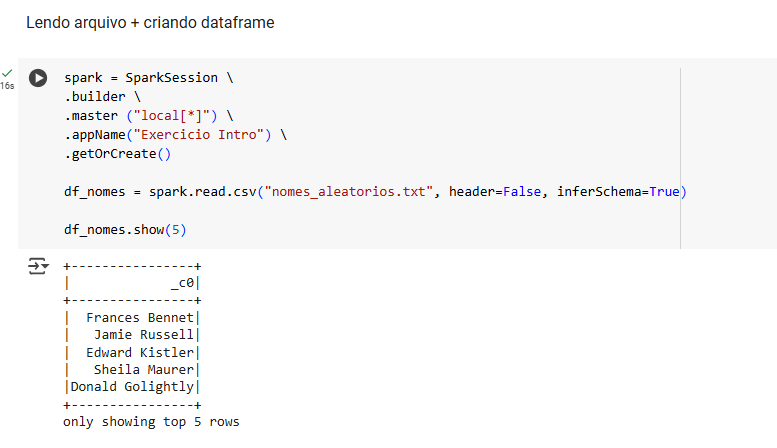 Lendo arquivo + criando dataframe
16s
spark = SparkSession \
.builder \
.master ("local[*]") \
.appName("Exercicio Intro") \
.getOrCreate()
df_nomes = spark.read.csv("nomes_aleatorios.txt", header=False, inferSchema=True)
df_nomes.show(5)
+----------------+
|             _c0|
+----------------+
|  Frances Bennet|
|   Jamie Russell|
|  Edward Kistler|
|   Sheila Maurer|
|Donald Golightly|
+----------------+
only showing top 5 rows